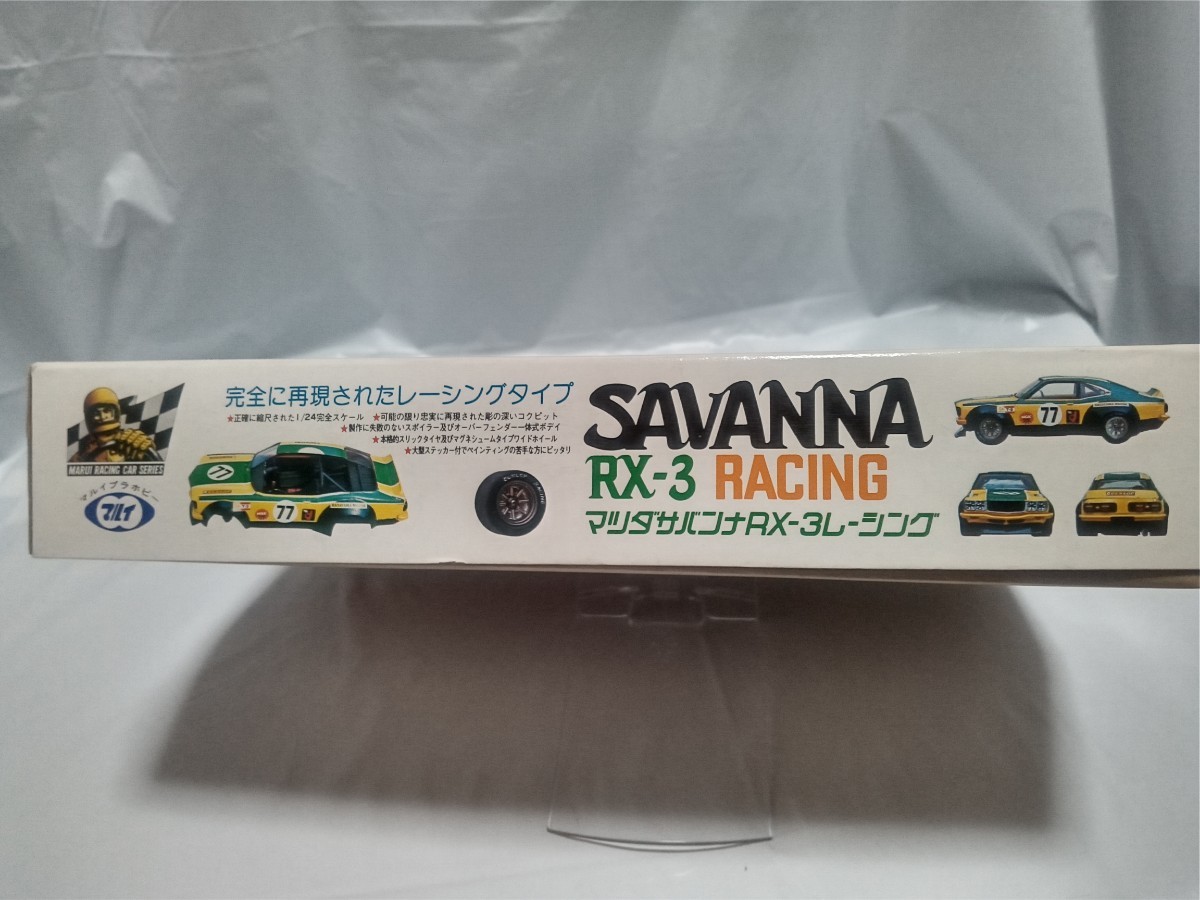 MARUI RACING CAR SERIES
マルイプラホビー
マルイ
完全に再現されたレーシングタイプ
★正確に縮尺された1/24完全スケール ★可能の限り忠実に再現された彫の深いコクピット
★製作に失敗のないスポイラー及びオーバーフェンダー一体式ボデイ
★本格的スリックタイヤ及びマグネシュームタイプワイドホイール
★大型ステッカー付でペインティングの苦手な方にピッタリ
77
77
SAVANNA
RX-3 RACING
マツダサバンナRX-3レーシング
77